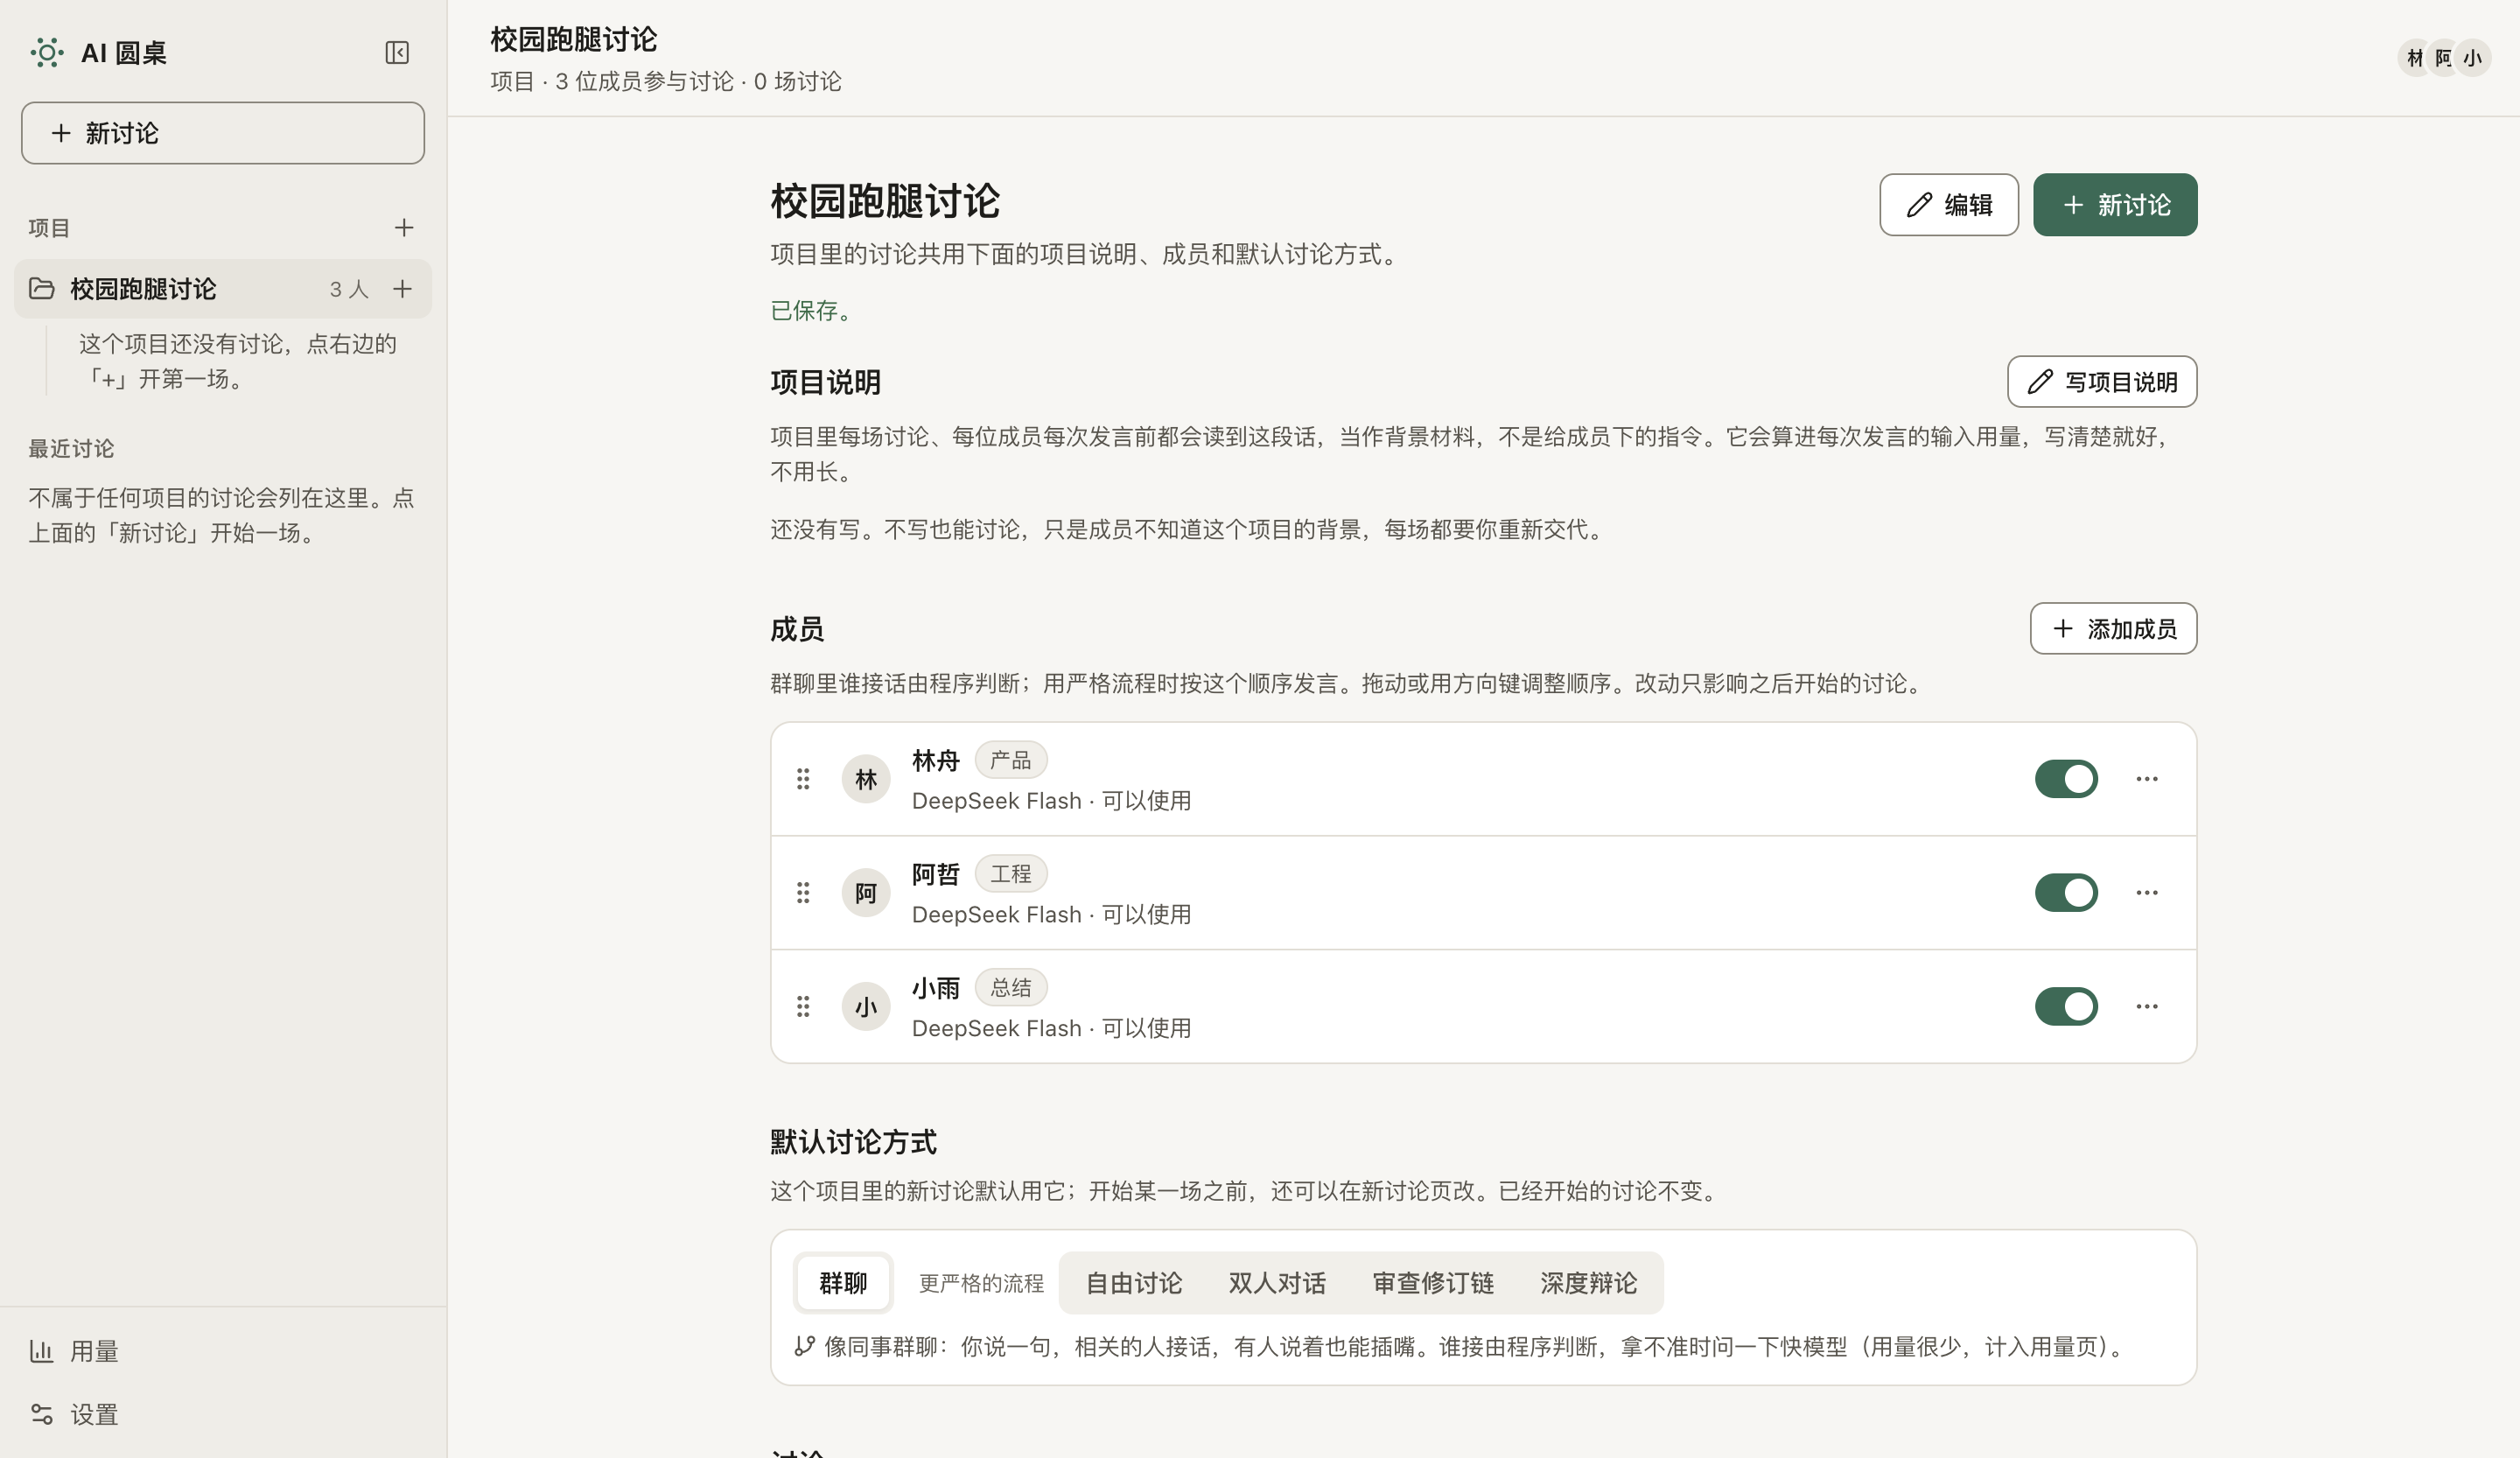 AI 圆桌
新讨论
项目
校园跑腿讨论 3 人
这个项目还没有讨论，点右边的
「+」开第一场。
最近讨论
不属于任何项目的讨论会列在这里。点
上面的「新讨论」开始一场。
用量
设置
校园跑腿讨论
项目 · 3 位成员参与讨论 · 0 场讨论
林 阿 小
校园跑腿讨论
编辑
新讨论
项目里的讨论共用下面的项目说明、成员和默认讨论方式。
已保存。
项目说明
写项目说明
项目里每场讨论、每位成员每次发言前都会读到这段话，当作背景材料，不是给成员下的指令。它会算进每次发言的输入用量，写清楚就好，
不用长。
还没有写。不写也能讨论，只是成员不知道这个项目的背景，每场都要你重新交代。
成员
添加成员
群聊里谁接话由程序判断；用严格流程时按这个顺序发言。拖动或用方向键调整顺序。改动只影响之后开始的讨论。
林
林舟 产品
DeepSeek Flash · 可以使用
阿
阿哲 工程
DeepSeek Flash · 可以使用
小
小雨 总结
DeepSeek Flash · 可以使用
默认讨论方式
这个项目里的新讨论默认用它；开始某一场之前，还可以在新讨论页改。已经开始的讨论不变。
群聊 更严格的流程 自由讨论 双人对话 审查修订链 深度辩论
像同事群聊：你说一句，相关的人接话，有人说着也能插嘴。谁接由程序判断，拿不准时问一下快模型（用量很少，计入用量页）。